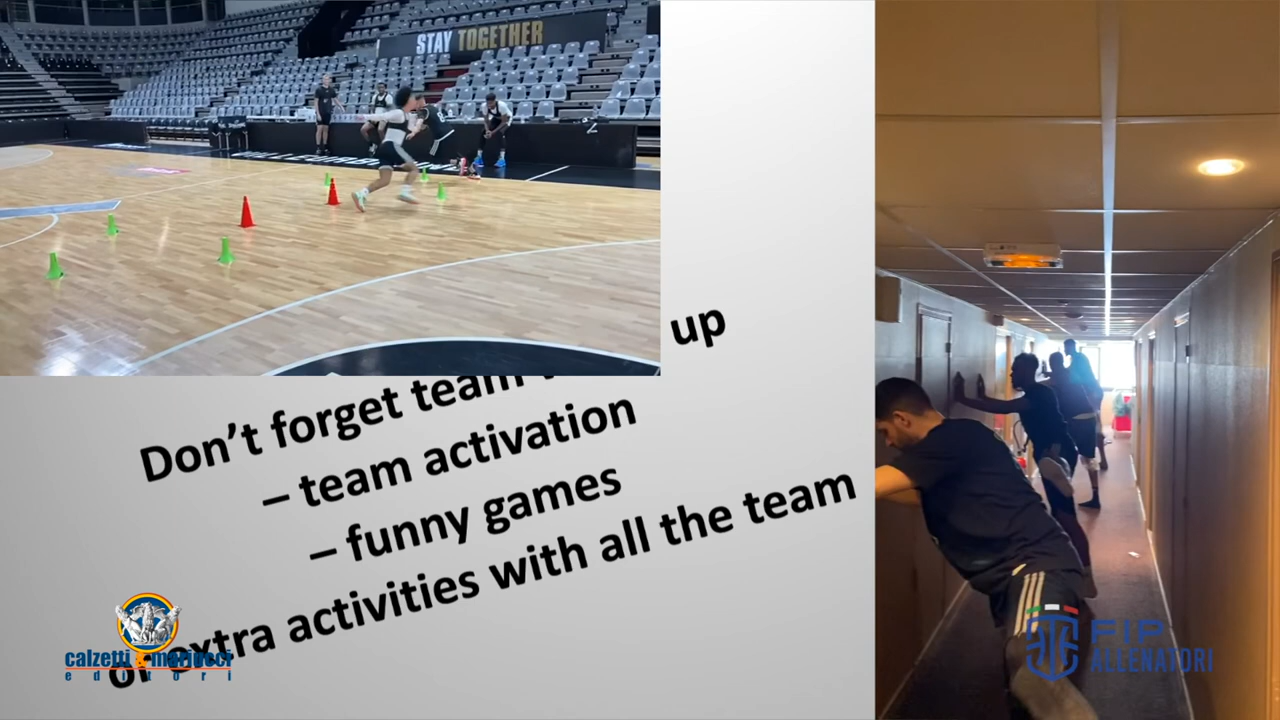 STAY TOGETHER
up
Don't forget team
– team activation
– funny games
or extra activities with all the team
calzetti & mariucci
editori
FIP
ALLENATORI